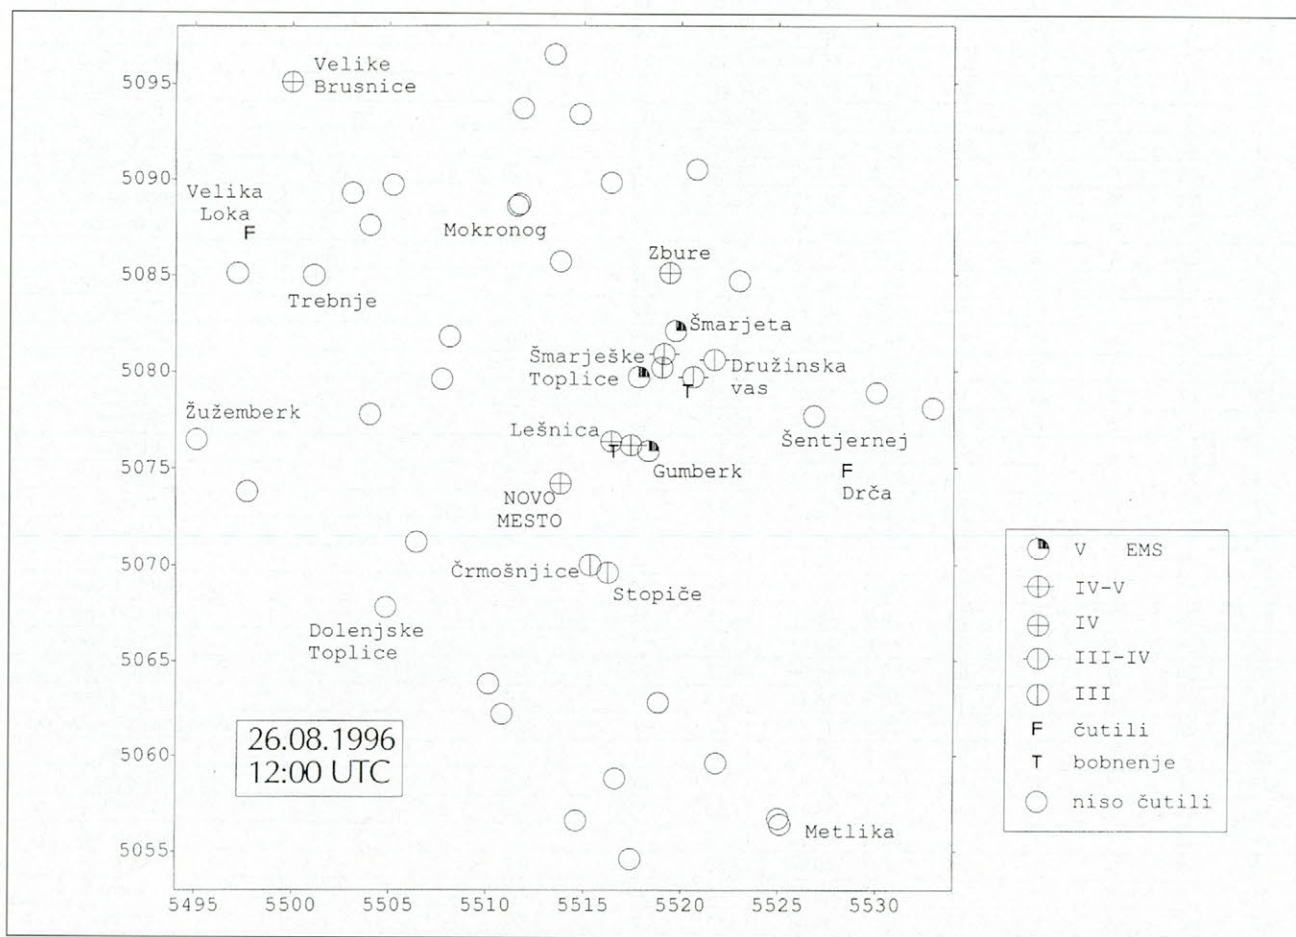 5095
5090
5085
5080
5075
5070
5065
5060
5055
5495
5500
5505
5510
5515
5520
5525
5530
Velike
Brusnice
Velika
Loka
F
Mokronog
Trebnje
Zbure
Šmarjeta
Šmarješke
Toplice
Družinska
vas
T
Žužemberk
Lešnica
T
Gumberk
Šentjernej
F
Drča
NOVO
MESTO
Črmošnjice
Stopiče
Dolenjske
Toplice
Metlika
26.08.1996
12:00 UTC
V EMS
IV-V
IV
III-IV
III
F čutili
T bobnenje
niso čutili